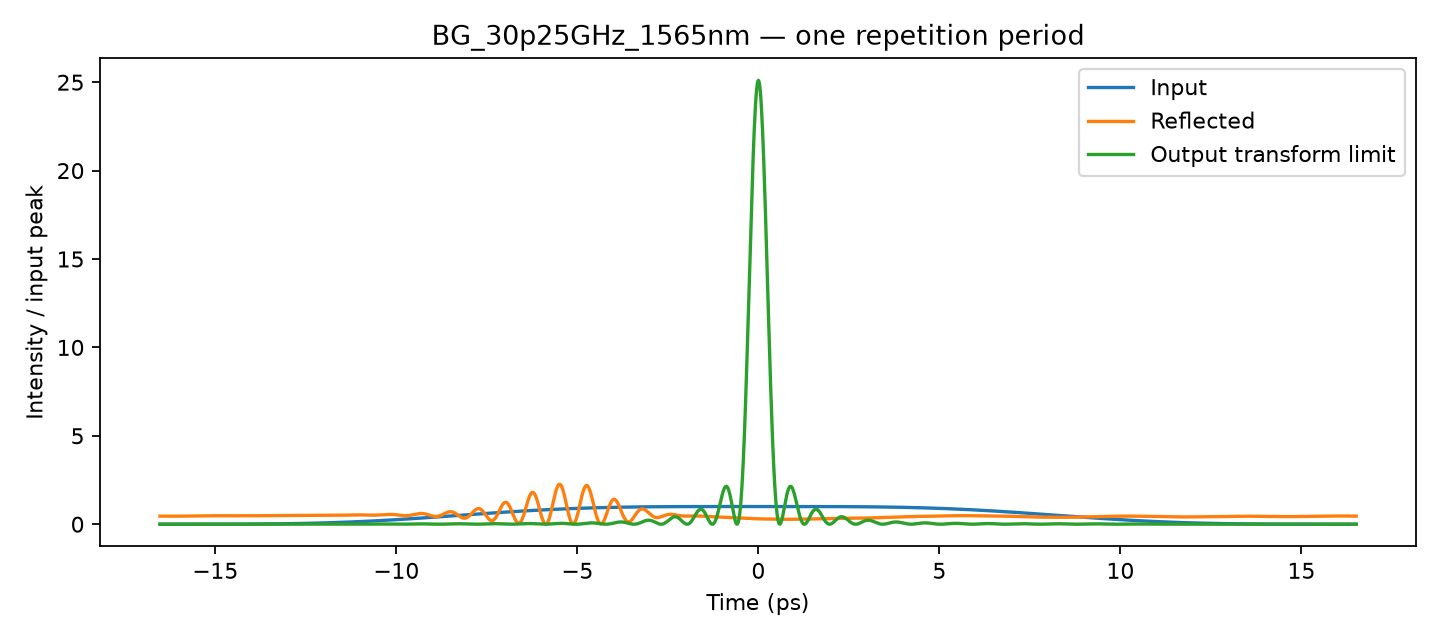 BG_30p25GHz_1565nm — one repetition period
Intensity / input peak
25
20
15
10
5
0
Input
Reflected
Output transform limit
−15
−10
−5
0
5
10
15
Time (ps)